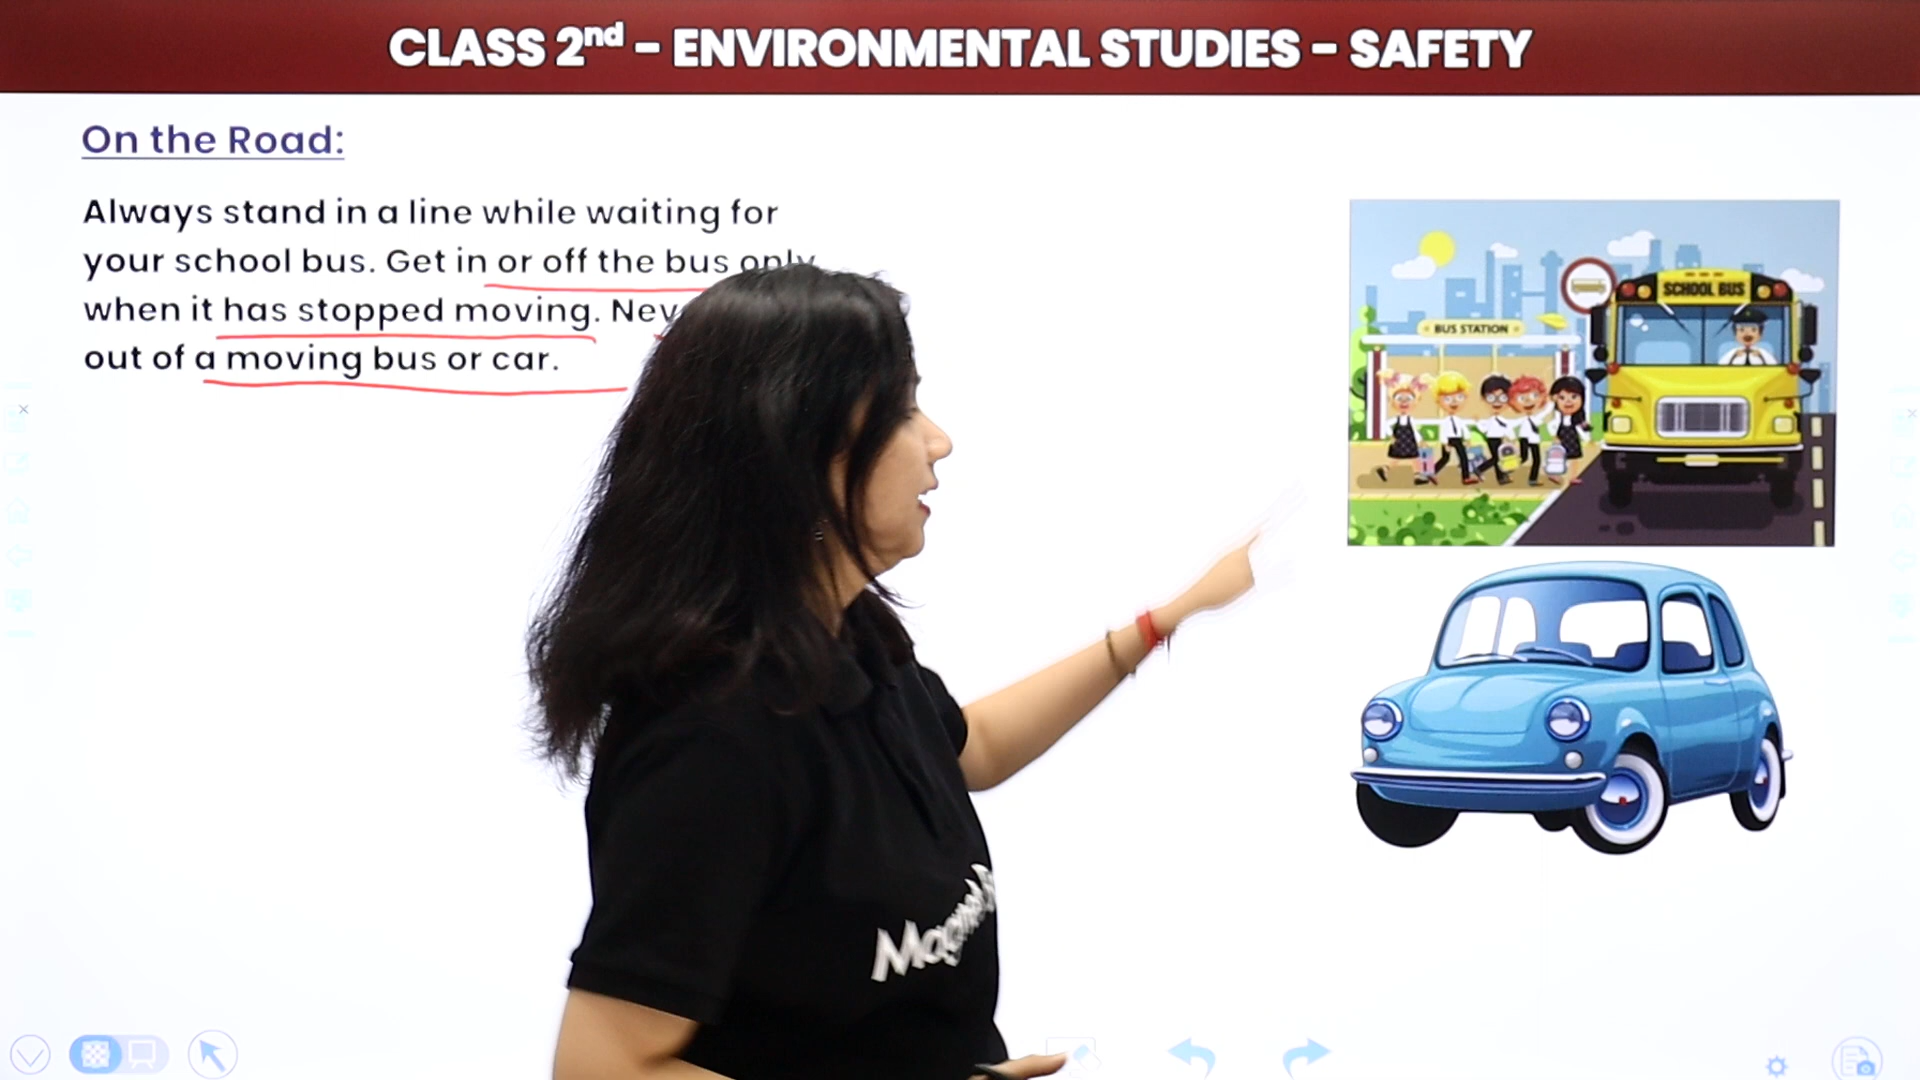 CLASS 2nd - ENVIRONMENTAL STUDIES - SAFETY
On the Road:
Always stand in a line while waiting for
your school bus. Get in or off the bus only
when it has stopped moving.
out of a moving bus or car.
SCHOOL BUS
BUS STATION